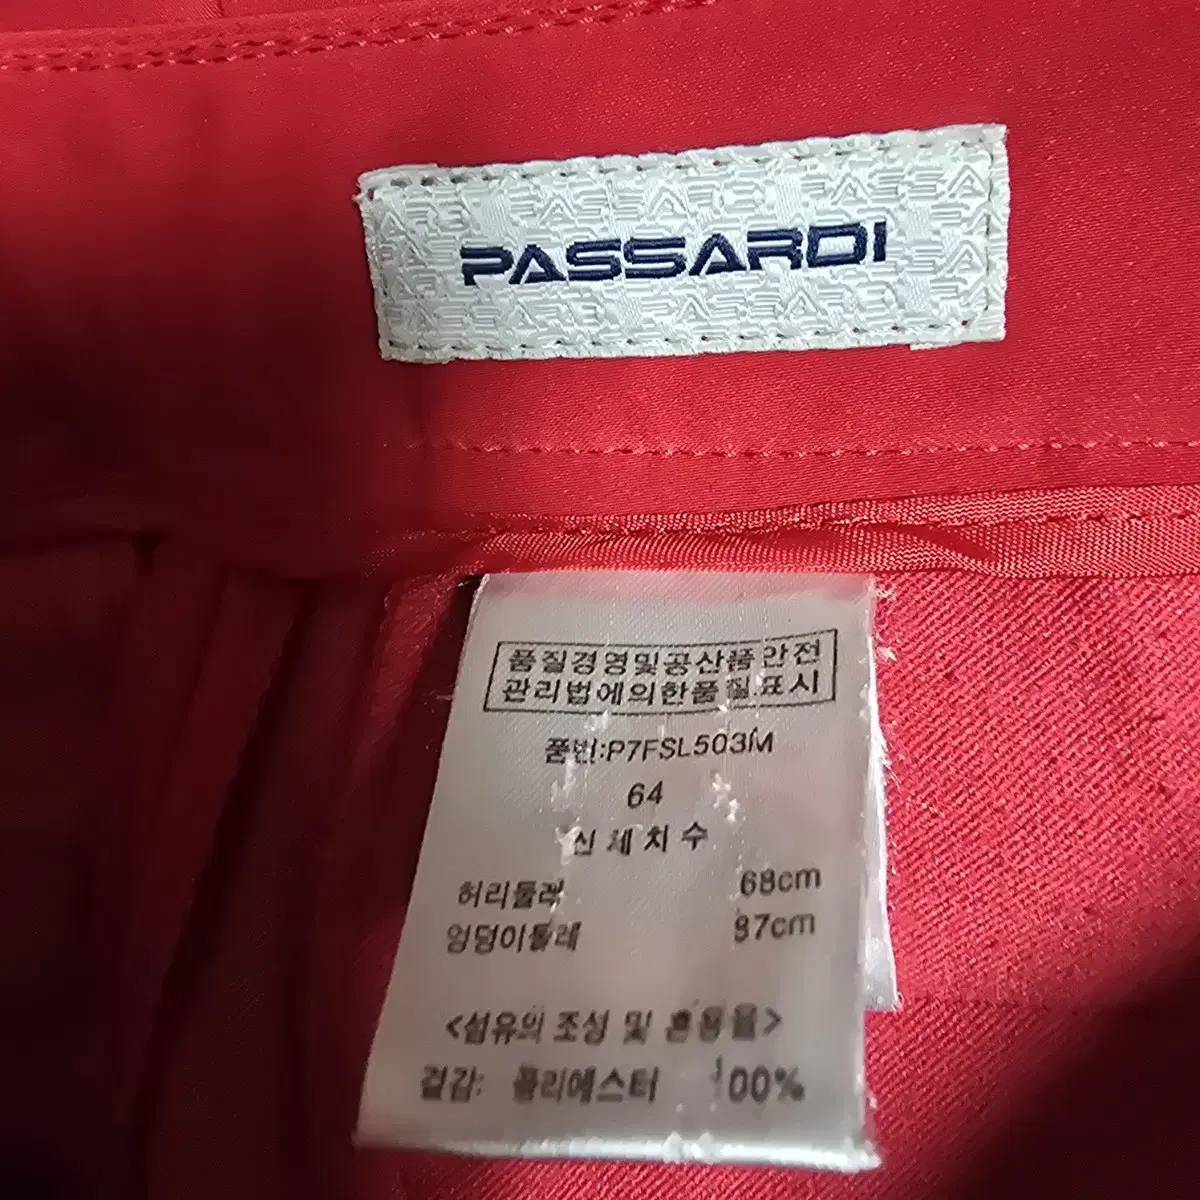 PASSARDI
품질경영및공산품안전
관리법에의한품질표시
품번:P7FSL503M
64
신체치수
허리둘레 68cm
엉덩이둘레 97cm
<섬유의 조성 및 혼용율>
겉감: 폴리에스터 100%